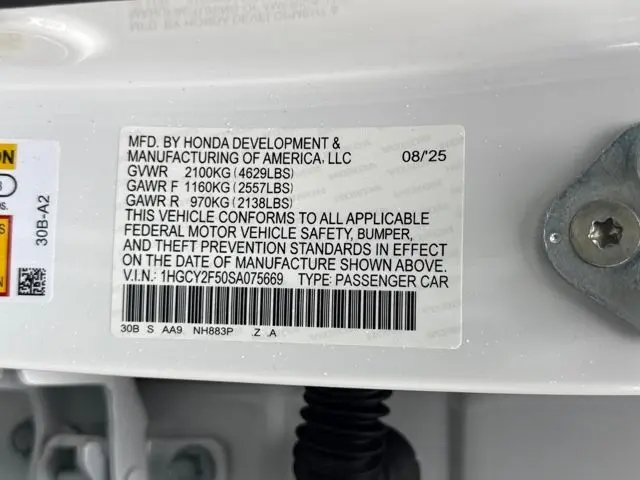 MFD. BY HONDA DEVELOPMENT &
MANUFACTURING OF AMERICA, LLC 08/'25
GVWR 2100KG (4629LBS)
GAWR F 1160KG (2557LBS)
GAWR R 970KG (2138LBS)
THIS VEHICLE CONFORMS TO ALL APPLICABLE
FEDERAL MOTOR VEHICLE SAFETY, BUMPER,
AND THEFT PREVENTION STANDARDS IN EFFECT
ON THE DATE OF MANUFACTURE SHOWN ABOVE.
V.I.N.: 1HGCY2F50SA075669 TYPE: PASSENGER CAR
30B S AA9 NH883P .Z .A
30B-A2